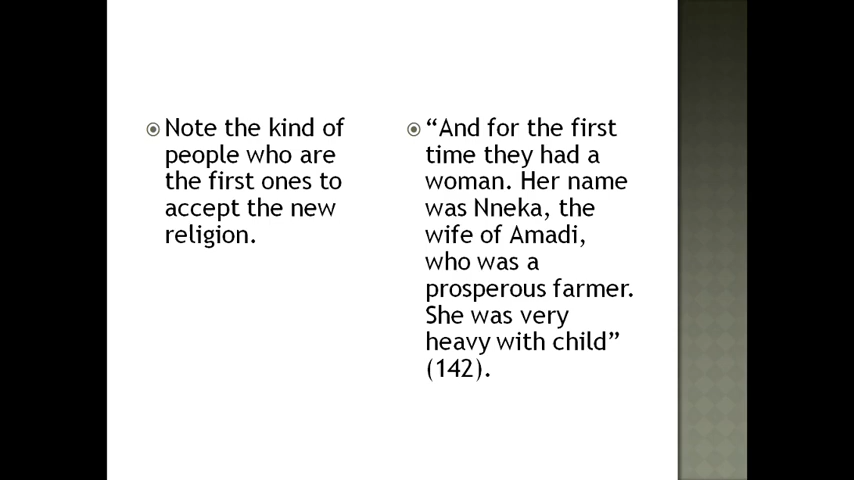 Note the kind of
people who are
the first ones to
accept the new
religion.
“And for the first
time they had a
woman. Her name
was Nneka, the
wife of Amadi,
who was a
prosperous farmer.
She was very
heavy with child”
(142).